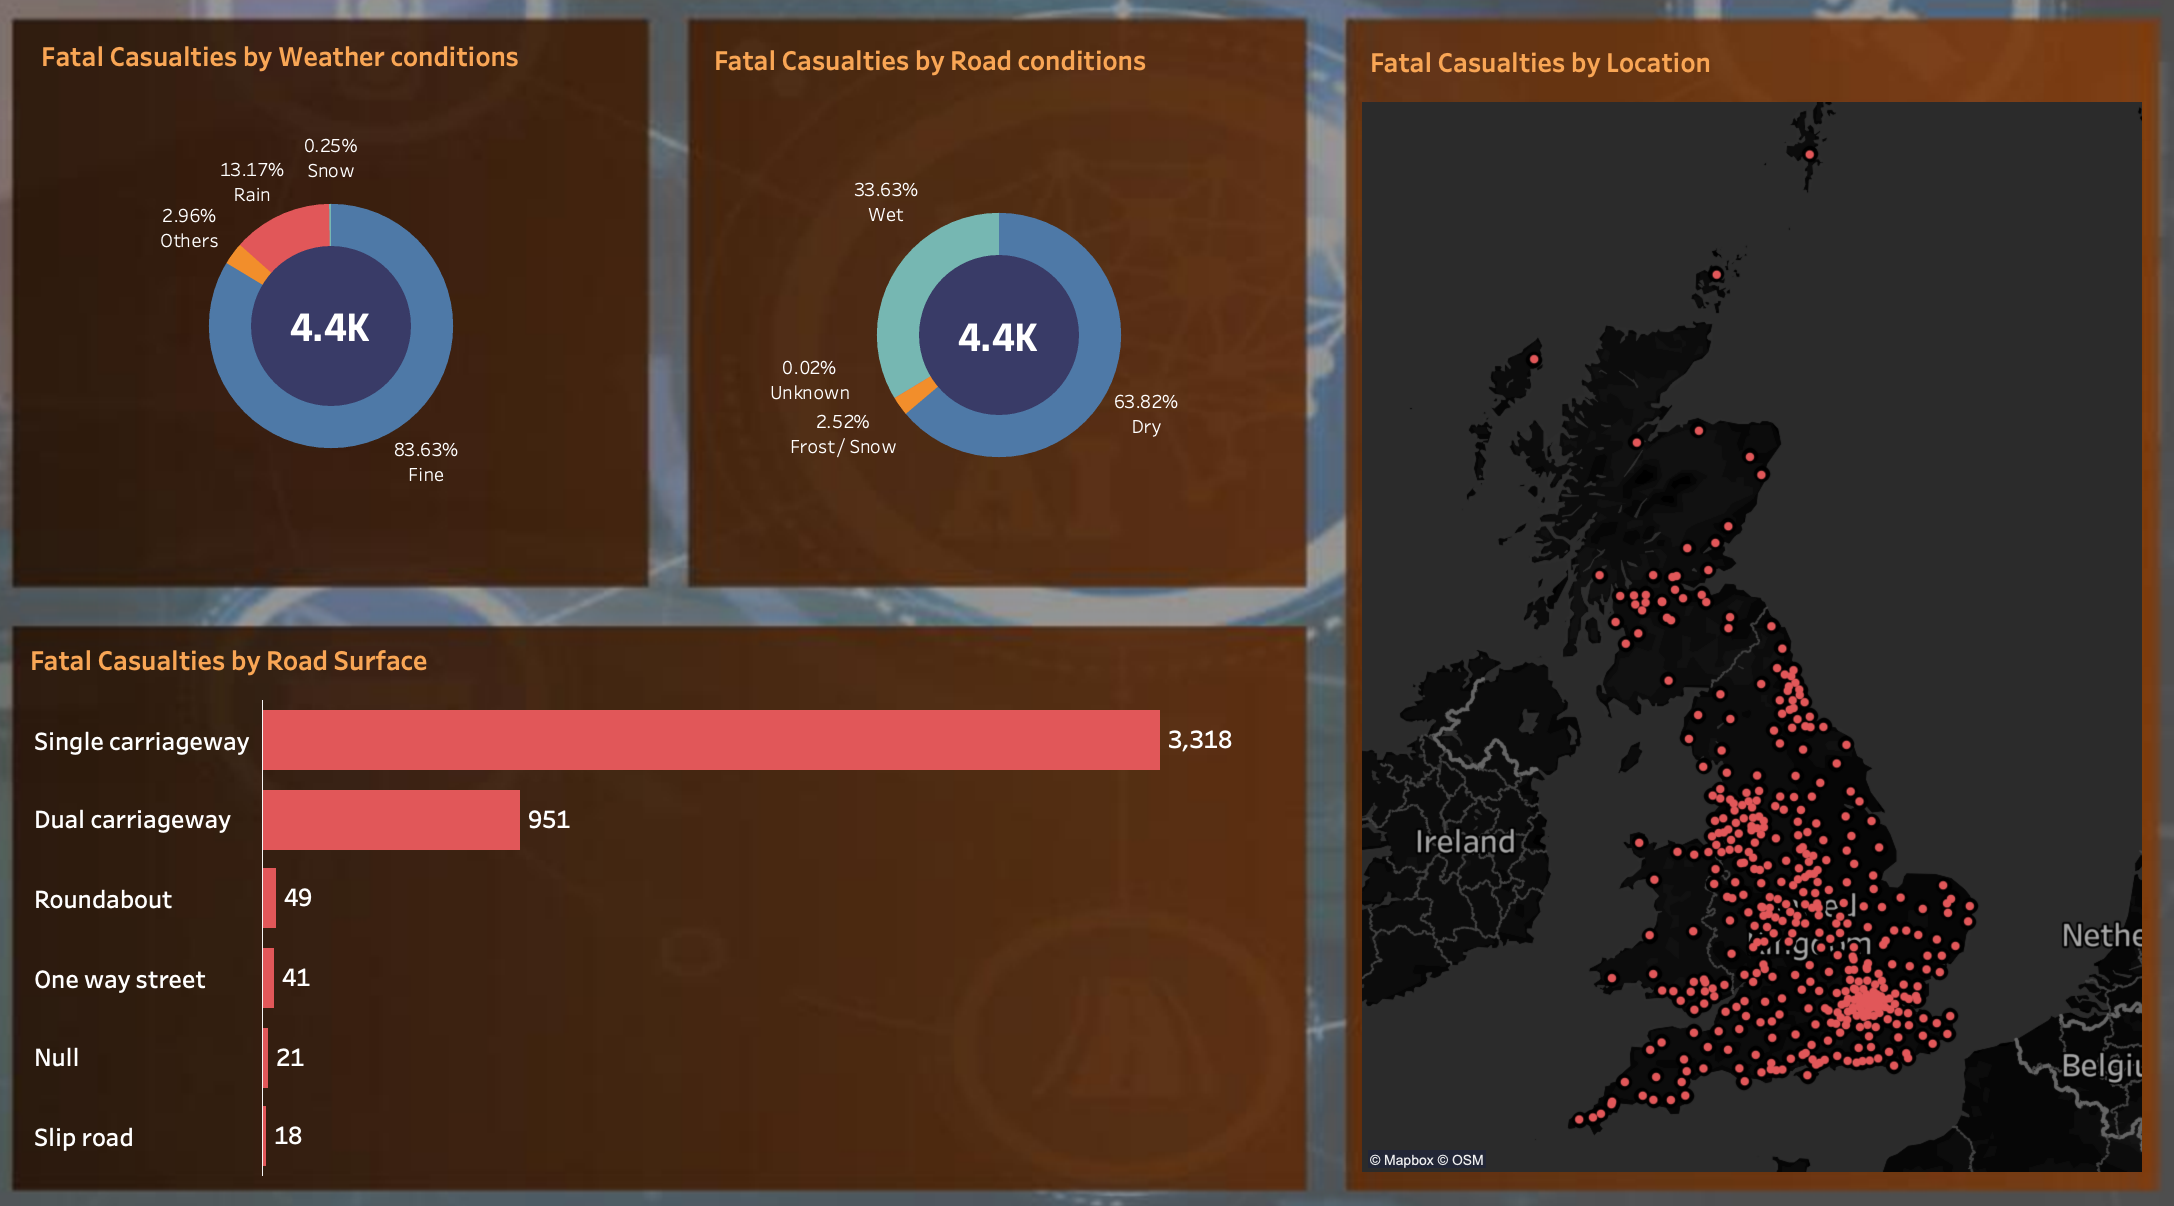 Fatal Casualties by Weather conditions
0.25%
Snow
13.17%
Rain
2.96%
Others
4.4K
83.63%
Fine
Fatal Casualties by Road conditions
33.63%
Wet
4.4K
0.02%
Unknown
2.52%
Frost/ Snow
63.82%
Dry
Fatal Casualties by Road Surface
Single carriageway
3,318
Dual carriageway
951
Roundabout
49
One way street
41
Null
21
Slip road
18
Fatal Casualties by Location
Ireland
Nethe
Belgiu
© Mapbox © OSM